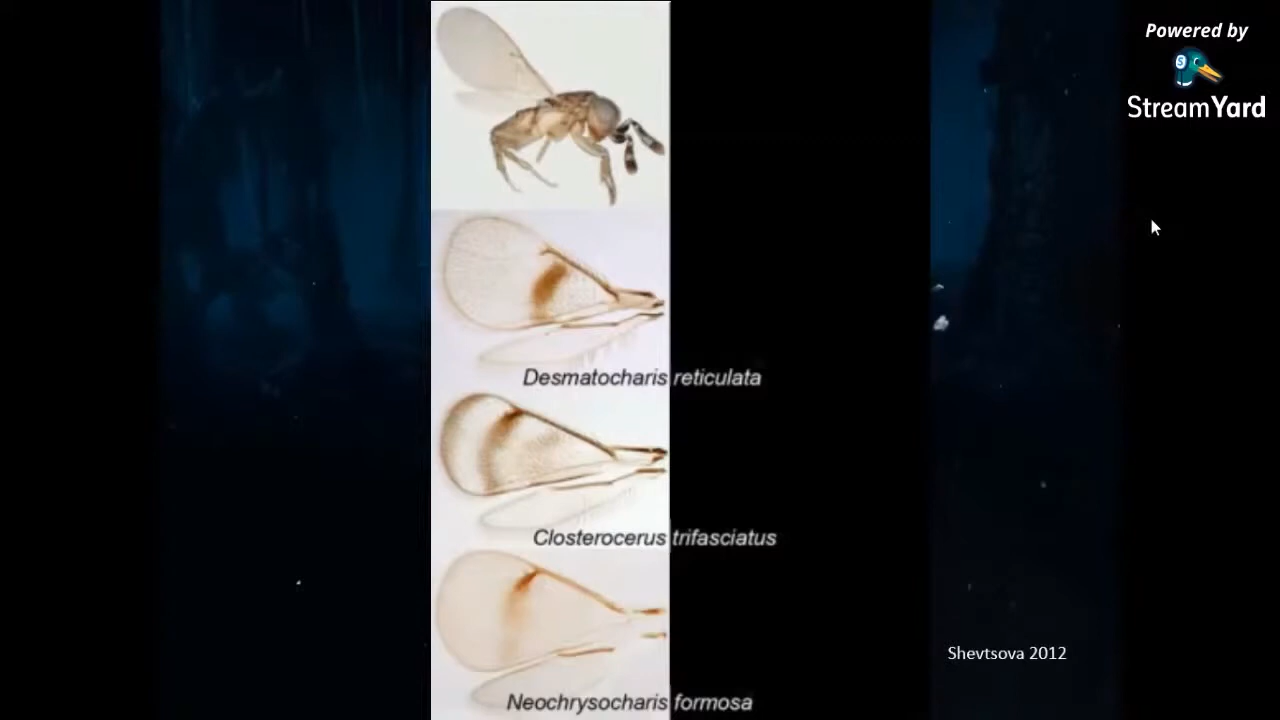 Powered by
StreamYard
Desmatocharis reticulata
Closterocerus trifasciatus
Shevtsova 2012
Neochrysocharis formosa